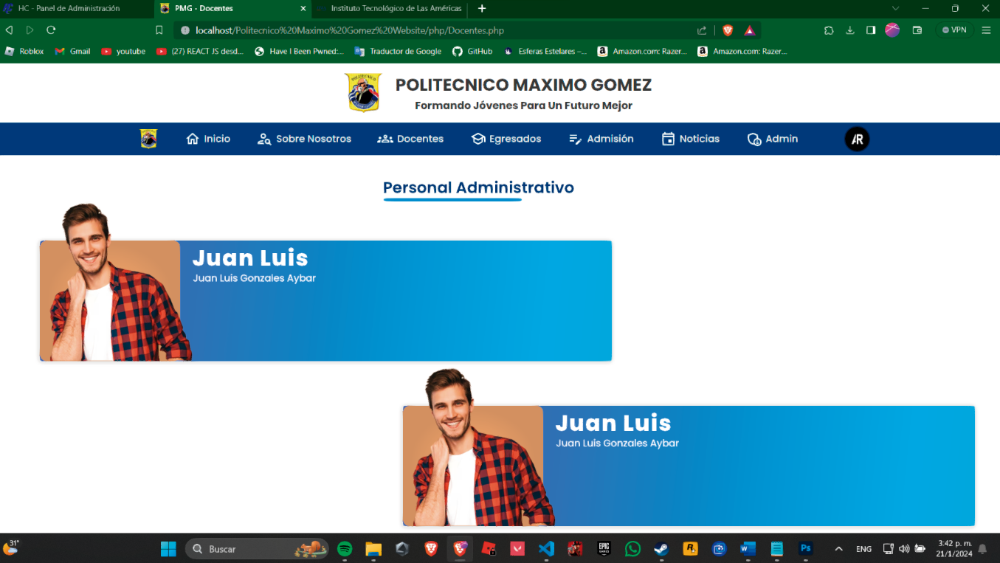 HC - Panel de Administración
PMG - Docentes
Instituto Tecnológico de Las Américas
localhost/Politecnico%20Maximo%20Gomez%20Website/php/Docentes.php
VPN
Roblox
Gmail
youtube
(27) REACT JS desd...
Have I Been Pwned:...
Traductor de Google
GitHub
Esferas Estelares –...
Amazon.com: Razer...
Amazon.com: Razer...
POLITECNICO
POLITECNICO MAXIMO GOMEZ
Formando Jóvenes Para Un Futuro Mejor
Inicio
Sobre Nosotros
Docentes
Egresados
Admisión
Noticias
Admin
AR
Personal Administrativo
Juan Luis
Juan Luis Gonzales Aybar
Juan Luis
Juan Luis Gonzales Aybar
31°
Buscar
EPIC
GAMES
Ps
ENG
3:42 p. m.
21/1/2024